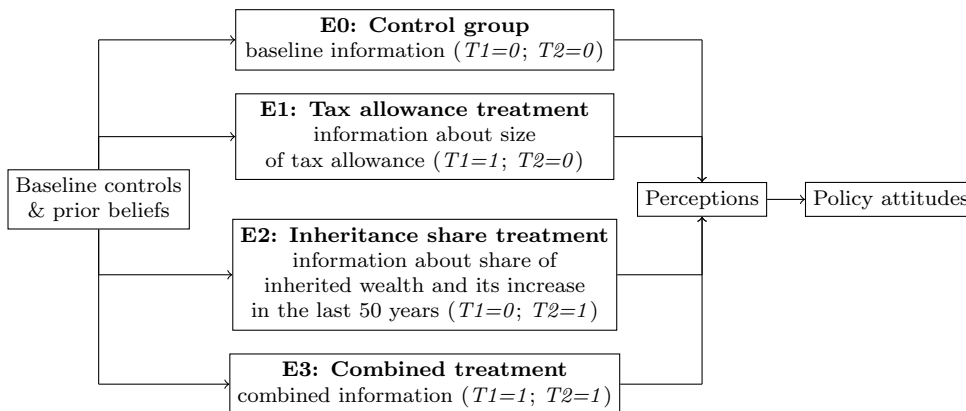 E0: Control group
baseline information (T1=0; T2=0)
E1: Tax allowance treatment
information about size
of tax allowance (T1=1; T2=0)
Baseline controls
& prior beliefs
Perceptions
Policy attitudes
E2: Inheritance share treatment
information about share of
inherited wealth and its increase
in the last 50 years (T1=0; T2=1)
E3: Combined treatment
combined information (T1=1; T2=1)